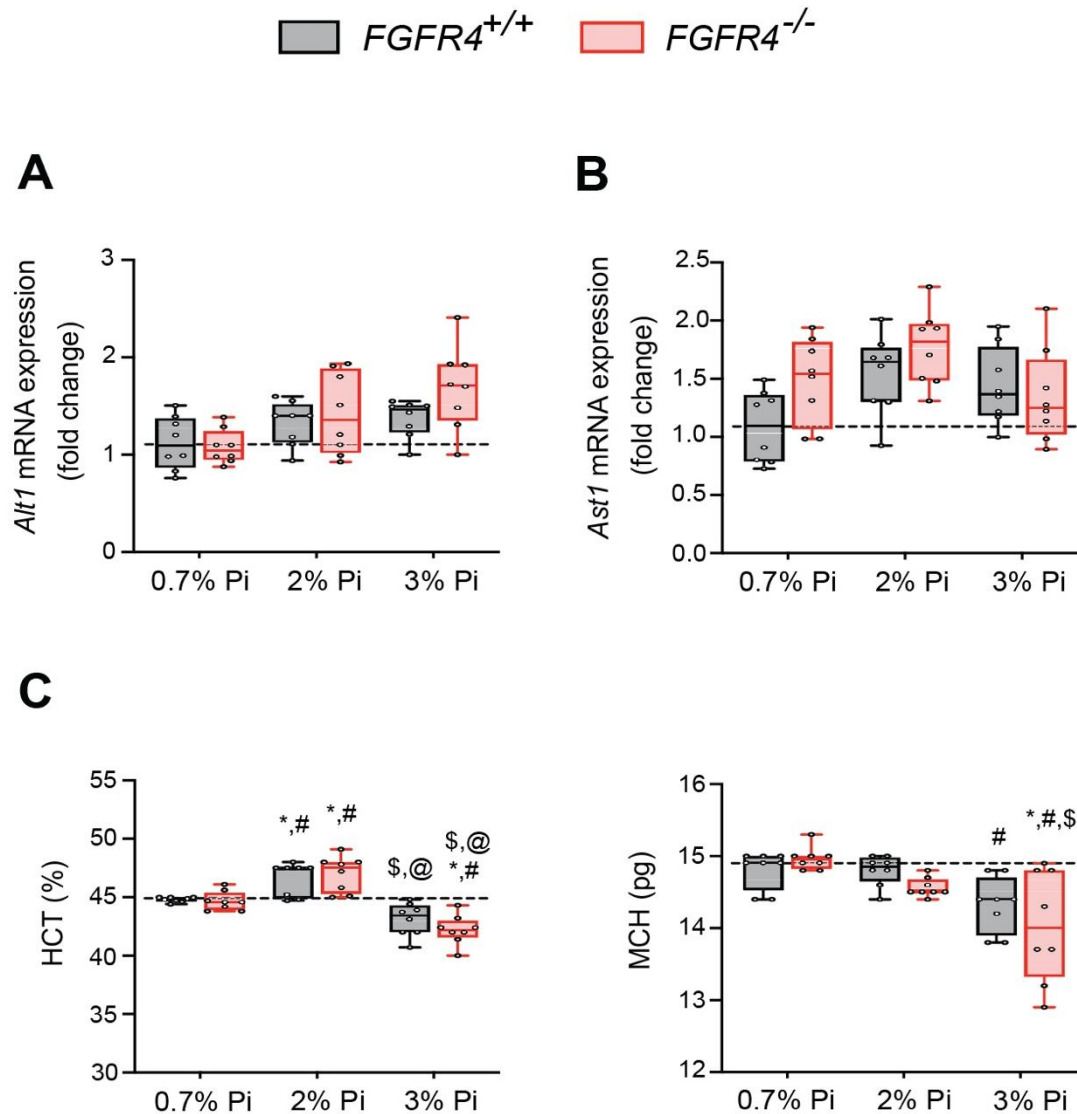 FGFR4+/+ FGFR4-/-
A
Alt1 mRNA expression
(fold change)
3
2
1
0
0.7% Pi 2% Pi 3% Pi
B
Ast1 mRNA expression
(fold change)
2.5
2.0
1.5
1.0
0.5
0.0
0.7% Pi 2% Pi 3% Pi
C
HCT (%)
55
50
45
40
35
30
*,# *,#
$,@ $,@
*,#
0.7% Pi 2% Pi 3% Pi
MCH (pg)
16
15
14
13
12
# *,#,$
0.7% Pi 2% Pi 3% Pi